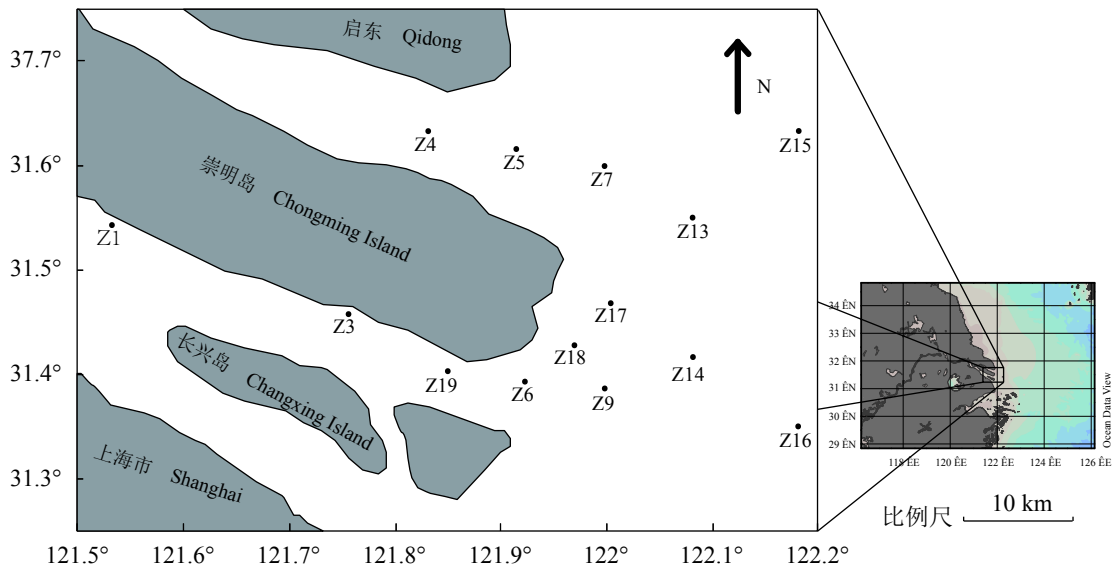 启东 Qidong
37.7°
N
Z4
Z15
31.6°
Z5
Z7
崇明岛 Chongming Island
Z1
Z13
31.5°
Z17
Z3
Z18
长兴岛 Changxing Island
31.4°
Z19
Z6
Z14
Z9
Z16
上海市 Shanghai
31.3°
121.5°
121.6°
121.7°
121.8°
121.9°
122°
122.1°
122.2°
34 ÊN
33 ÊN
32 ÊN
31 ÊN
30 ÊN
29 ÊN
118 ÊE
120 ÊE
122 ÊE
124 ÊE
126 ÊE
Ocean Data View
比例尺 10 km